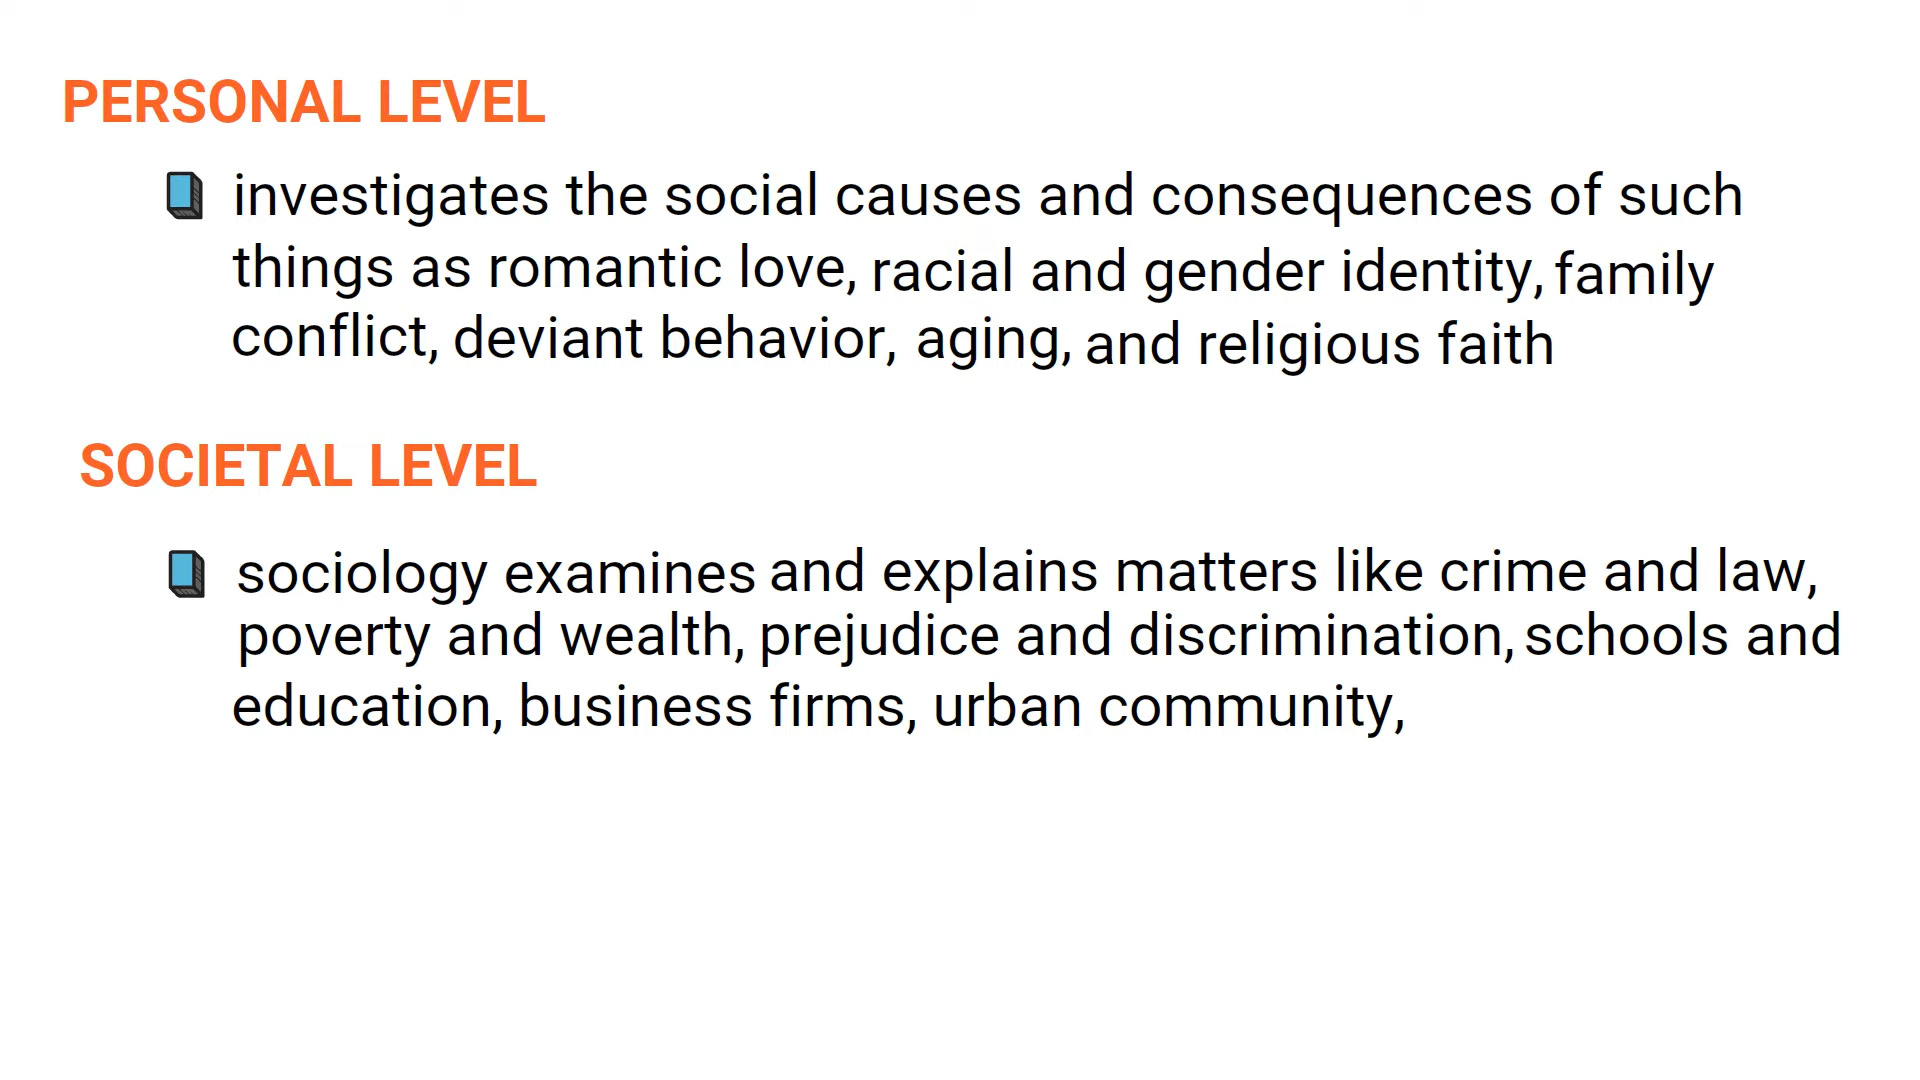 PERSONAL LEVEL
investigates the social causes and consequences of such
things as romantic love, racial and gender identity, family
conflict, deviant behavior, aging, and religious faith
SOCIETAL LEVEL
sociology examines and explains matters like crime and law,
poverty and wealth, prejudice and discrimination, schools and
education, business firms, urban community,